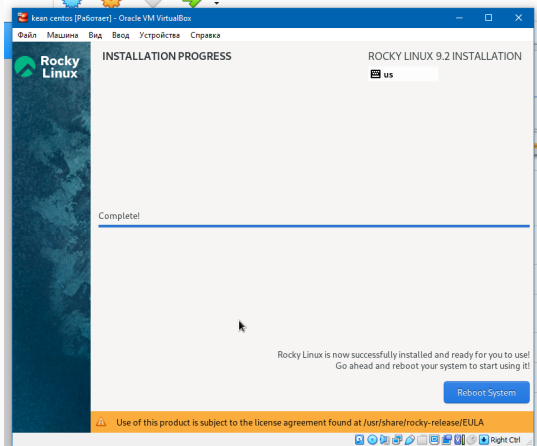 kean centos [Работает] - Oracle VM VirtualBox
Файл Машина Вид Ввод Устройства Справка
Rocky
Linux
INSTALLATION PROGRESS
ROCKY LINUX 9.2 INSTALLATION
us
Complete!
Rocky Linux is now successfully installed and ready for you to use!
Go ahead and reboot your system to start using it!
Reboot System
Use of this product is subject to the license agreement found at /usr/share/rocky-release/EULA
Right Ctrl